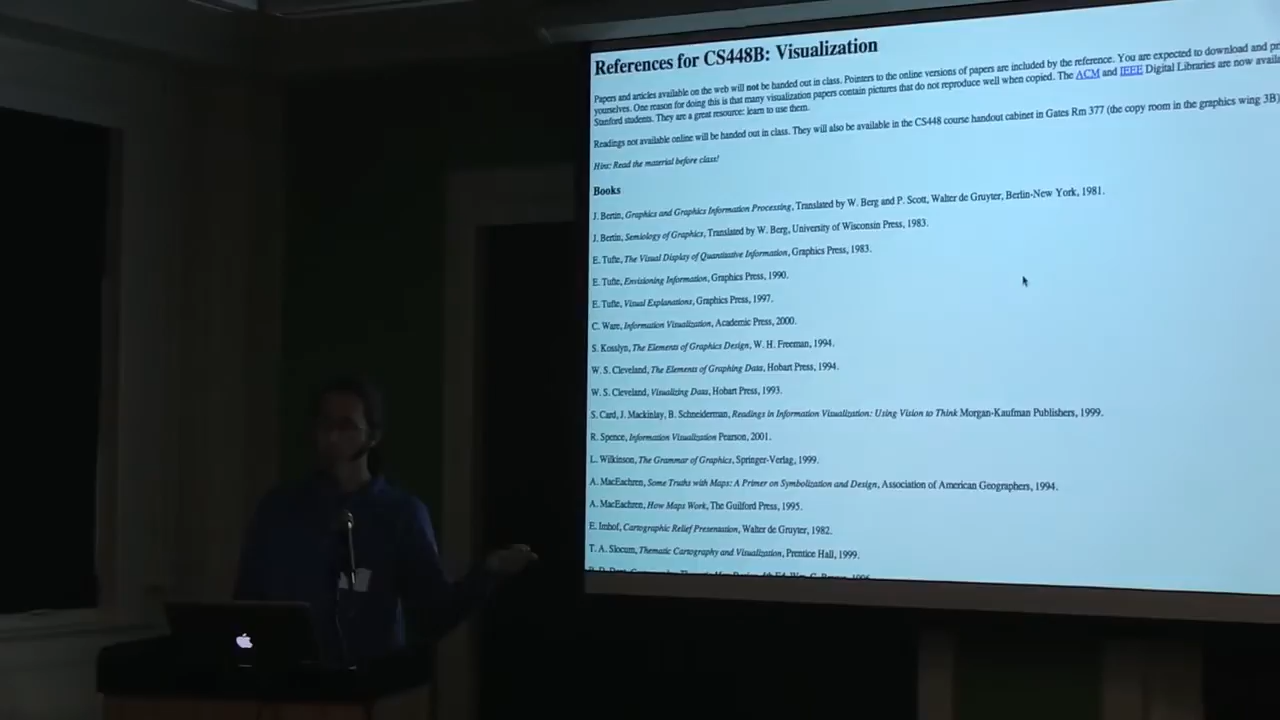 References for CS448B: Visualization
Papers and articles available on the web will not be handed out in class. Pointers to the online versions of papers are included by the reference. You are expected to download and
yourselves. One reason for doing this is that many visualization papers contain pictures that do not reproduce well when copied. The ACM and IEEE Digital Libraries are now
Stanford students. They are a great resource: learn to use them.
Readings not available online will be handed out in class. They will also be available in the CS448 course handout cabinet in Gates Rm 377 (the copy room in the graphics wing 3B)
Hint: Read the material before class!
Books
J. Bertin, Graphics and Graphics Information Processing, Translated by W. Berg and P. Scott, Walter de Gruyter, Berlin-New York, 1981.
J. Bertin, Semiology of Graphics, Translated by W. Berg, University of Wisconsin Press, 1983.
E. Tufte, The Visual Display of Quantitative Information, Graphics Press, 1983.
E. Tufte, Envisioning Information, Graphics Press, 1990.
E. Tufte, Visual Explanations, Graphics Press, 1997.
C. Ware, Information Visualization, Academic Press, 2000.
S. Kosslyn, The Elements of Graphics Design, W. H. Freeman, 1994.
W. S. Cleveland, The Elements of Graphing Data, Hobart Press, 1994.
W. S. Cleveland, Visualizing Data, Hobart Press, 1993.
S. Card, J. Mackinlay, B. Schneiderman, Readings in Information Visualization: Using Vision to Think Morgan-Kaufman Publishers, 1999.
R. Spence, Information Visualization Pearson, 2001.
L. Wilkinson, The Grammar of Graphics, Springer-Verlag, 1999.
A. MacEachren, Some Truths with Maps: A Primer on Symbolization and Design, Association of American Geographers, 1994.
A. MacEachren, How Maps Work, The Guilford Press, 1995.
E. Imhof, Cartographic Relief Presentation, Walter de Gruyter, 1982.
T. A. Slocum, Thematic Cartography and Visualization, Prentice Hall, 1999.